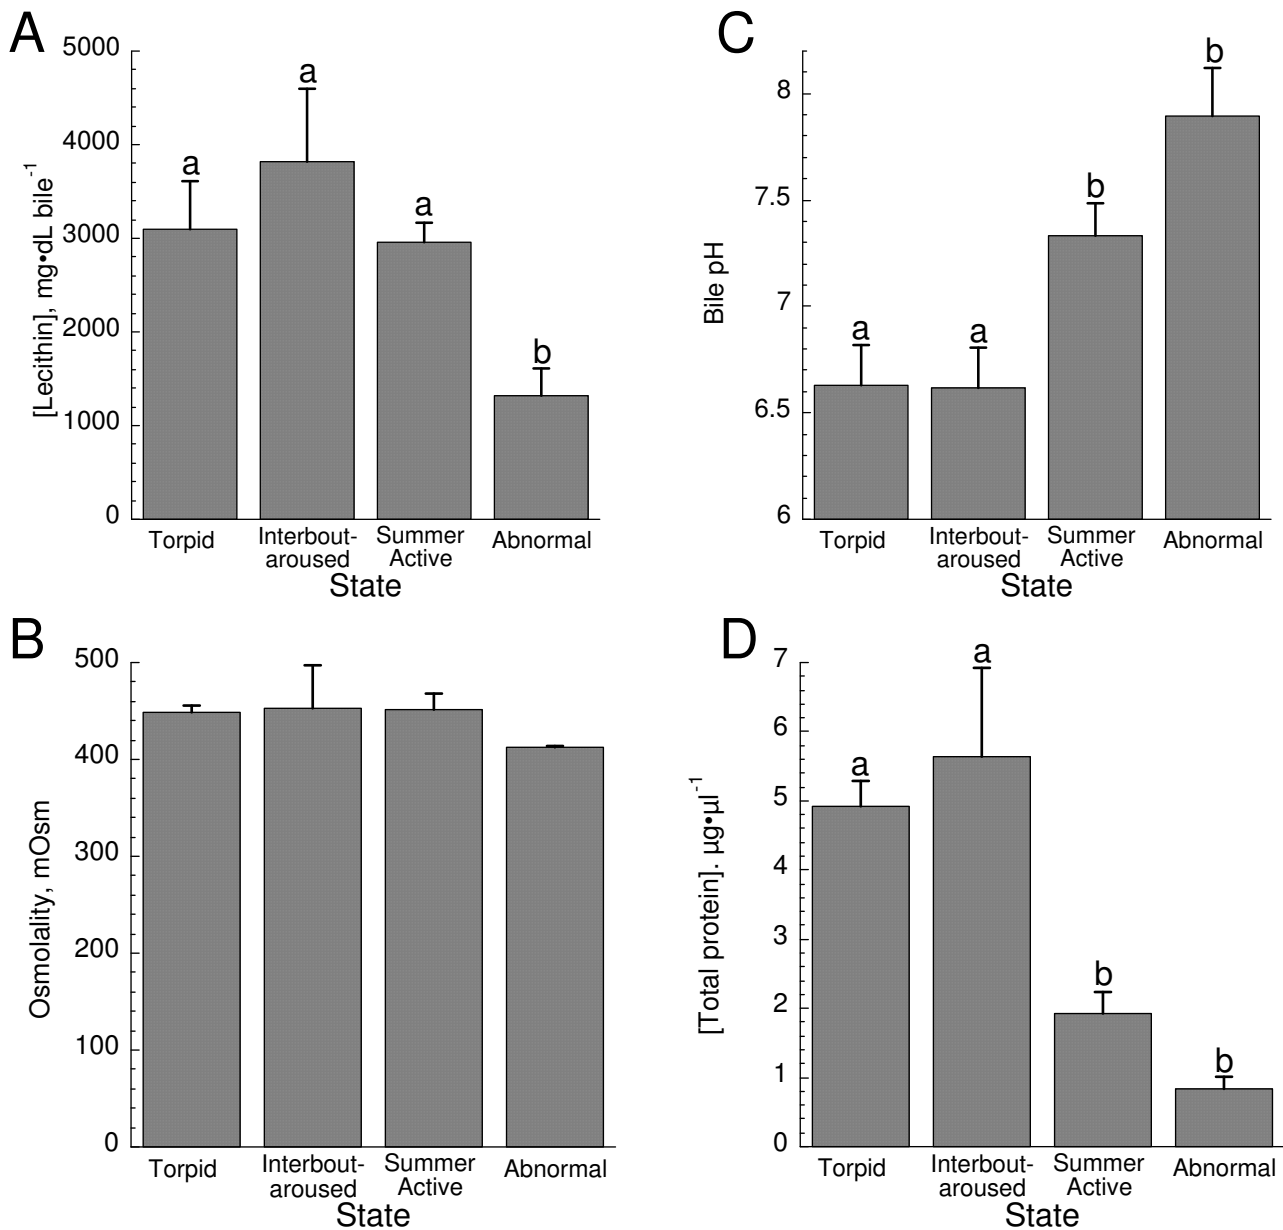 A
[Lecithin], mg•dL bile-1
5000
4000
3000
2000
1000
0
a
a
a
b
Torpid
Interbout-
aroused
Summer
Active
Abnormal
State
C
Bile pH
8
7.5
7
6.5
6
a
a
b
b
Torpid
Interbout-
aroused
Summer
Active
Abnormal
State
B
Osmolality, mOsm
500
400
300
200
100
0
Torpid
Interbout-
aroused
Summer
Active
Abnormal
State
D
[Total protein]. µg•µl-1
7
6
5
4
3
2
1
0
a
a
b
b
Torpid
Interbout-
aroused
Summer
Active
Abnormal
State